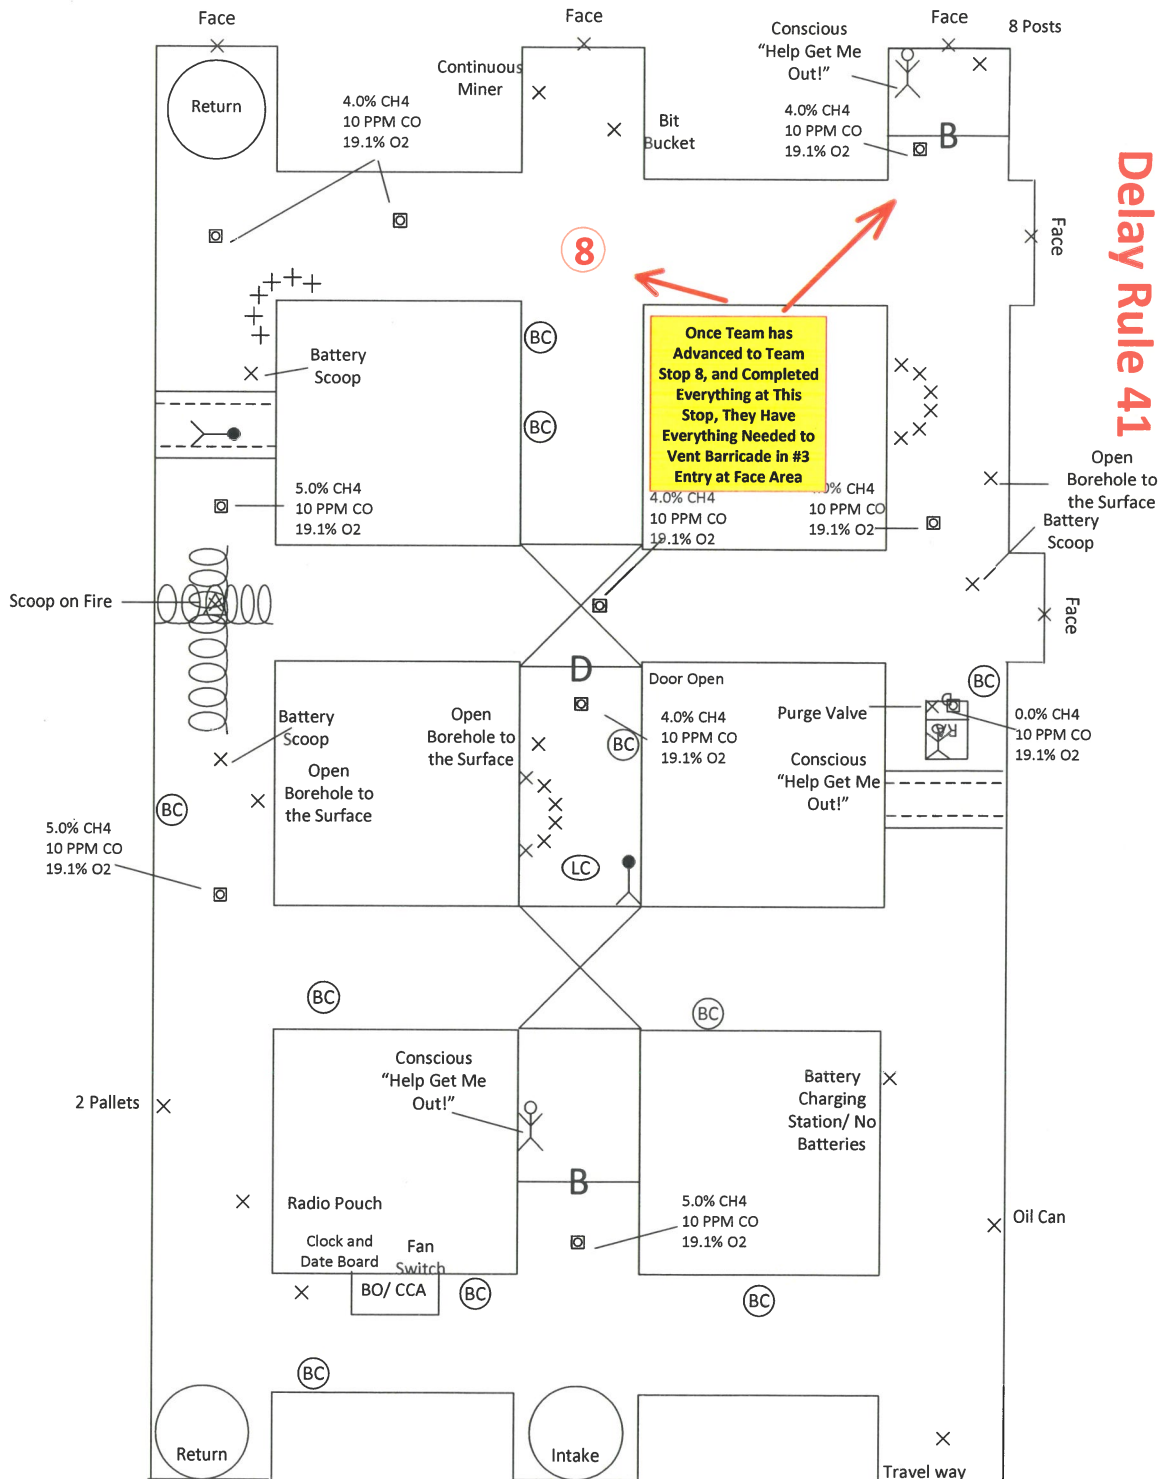 Face
Face
Face
8 Posts
Conscious
“Help Get Me
Out!”
Continuous
Miner
Return
4.0% CH4
10 PPM CO
19.1% O2
Bit
Bucket
4.0% CH4
10 PPM CO
19.1% O2
B
Delay Rule 41
Face
8
BC
Battery
Scoop
BC
Once Team has
Advanced to Team
Stop 8, and Completed
Everything at This
Stop, They Have
Everything Needed to
Vent Barricade in #3
Entry at Face Area
Open
Borehole to
the Surface
Battery
Scoop
5.0% CH4
10 PPM CO
19.1% O2
4.0% CH4
10 PPM CO
19.1% O2
CH4
10 PPM CO
19.1% O2
Scoop on Fire
Face
D
Door Open
BC
Purge Valve
0.0% CH4
10 PPM CO
19.1% O2
Battery
Scoop
Open
Borehole to
the Surface
Open
Borehole to
the Surface
BC
4.0% CH4
10 PPM CO
19.1% O2
Conscious
“Help Get Me
Out!”
BC
5.0% CH4
10 PPM CO
19.1% O2
LC
BC
BC
Conscious
“Help Get Me
Out!”
Battery
Charging
Station/ No
Batteries
2 Pallets
B
Radio Pouch
5.0% CH4
10 PPM CO
19.1% O2
Oil Can
Clock and
Date Board
Fan
Switch
BO/ CCA
BC
BC
BC
Return
Intake
Travel way